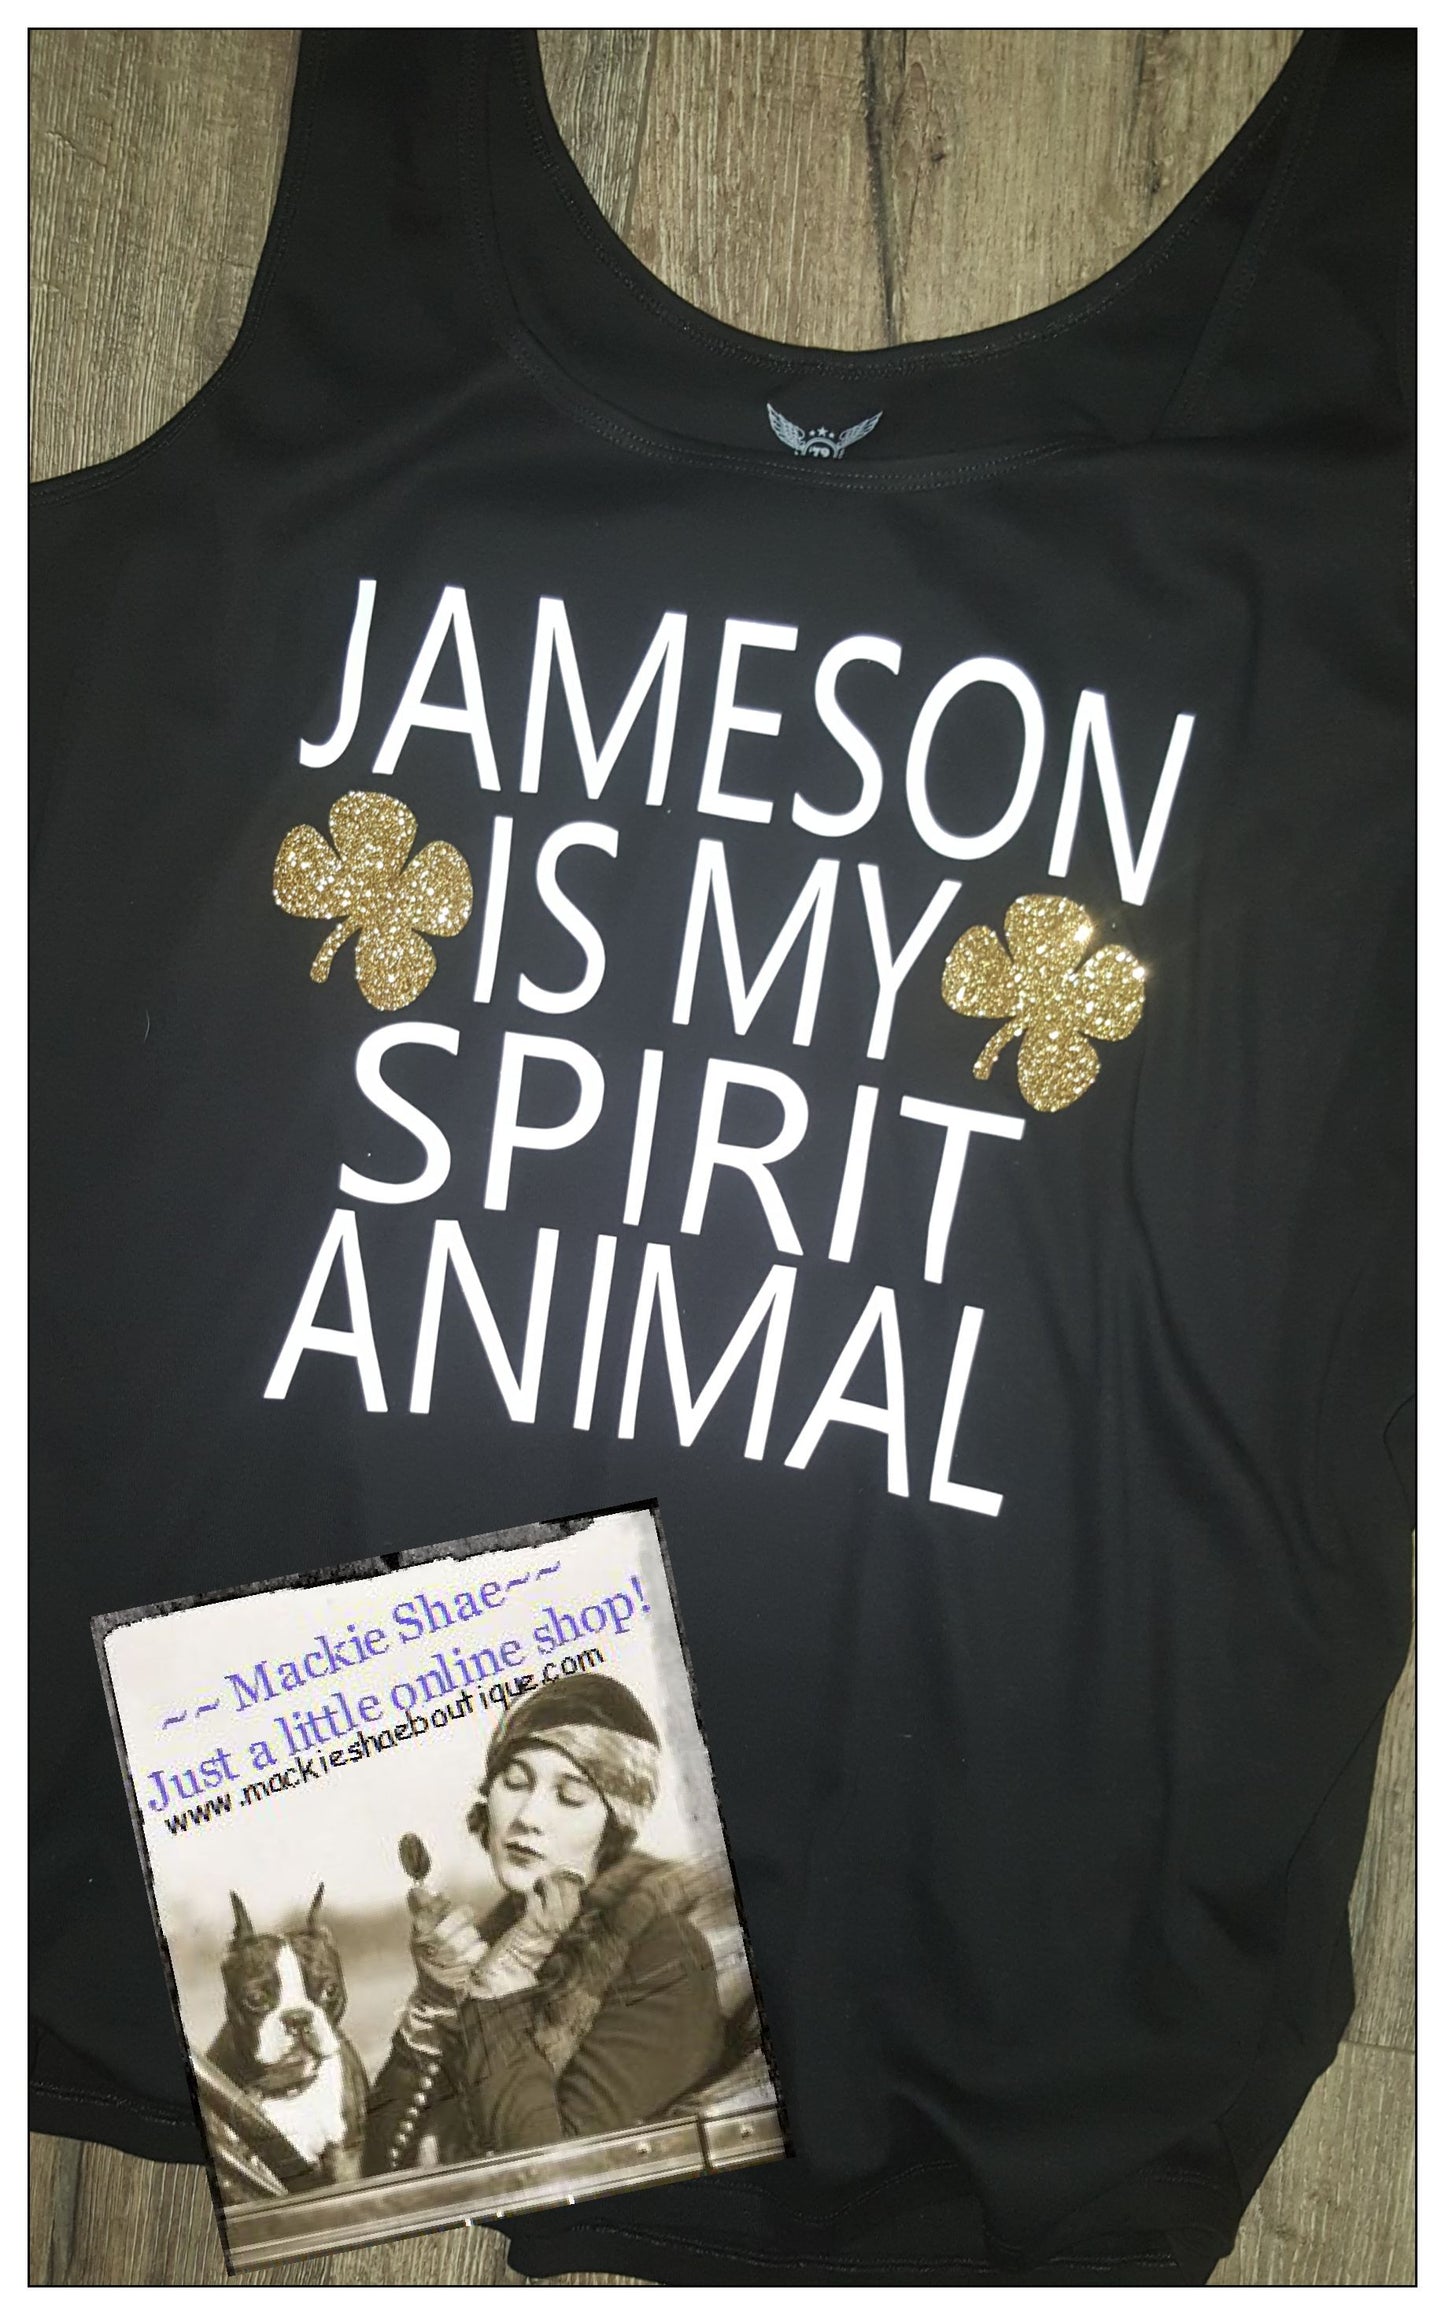 JAMESON
IS MY
SPIRIT
ANIMAL
~~Mackie Shae~~
Just a little online shop!
www.mackieshaeboutique.com